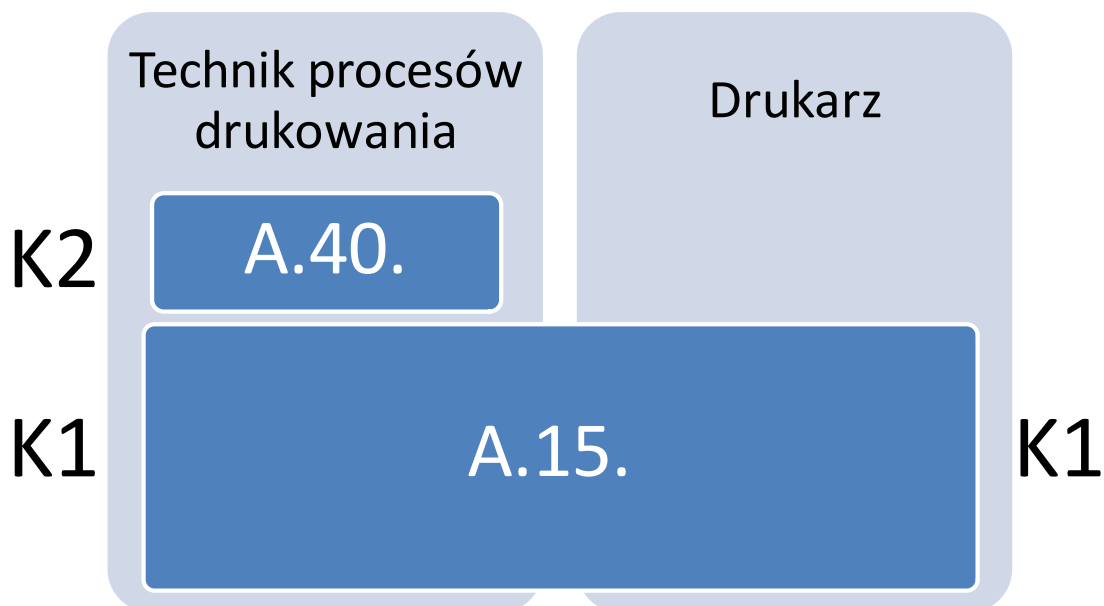 Technik procesów
drukowania
Drukarz
K2
A.40.
K1
A.15.
K1